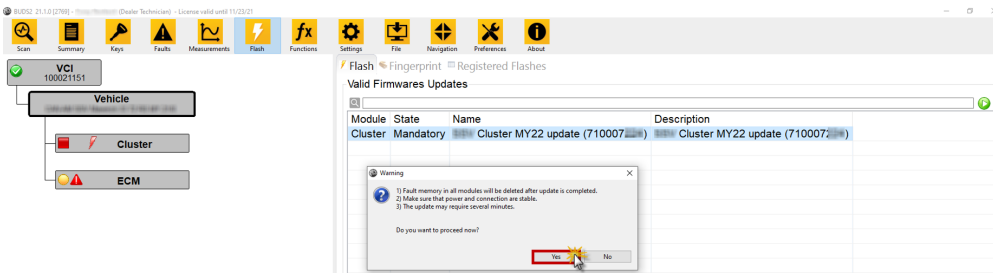 BUDS2 21.1.0 [2769] - (Dealer Technician) - License valid until 11/23/21
Scan Summary Keys Faults Measurements Flash Functions Settings File Navigation Preferences About
VCI
100021151
Vehicle
Cluster
ECM
Flash Fingerprint Registered Flashes
Valid Firmwares Updates
Module State Name Description
Cluster Mandatory Cluster MY22 update (710007 ) Cluster MY22 update (710007 )
Warning
1) Fault memory in all modules will be deleted after update is completed.
2) Make sure that power and connection are stable.
3) The update may require several minutes.
Do you want to proceed now?
Yes No